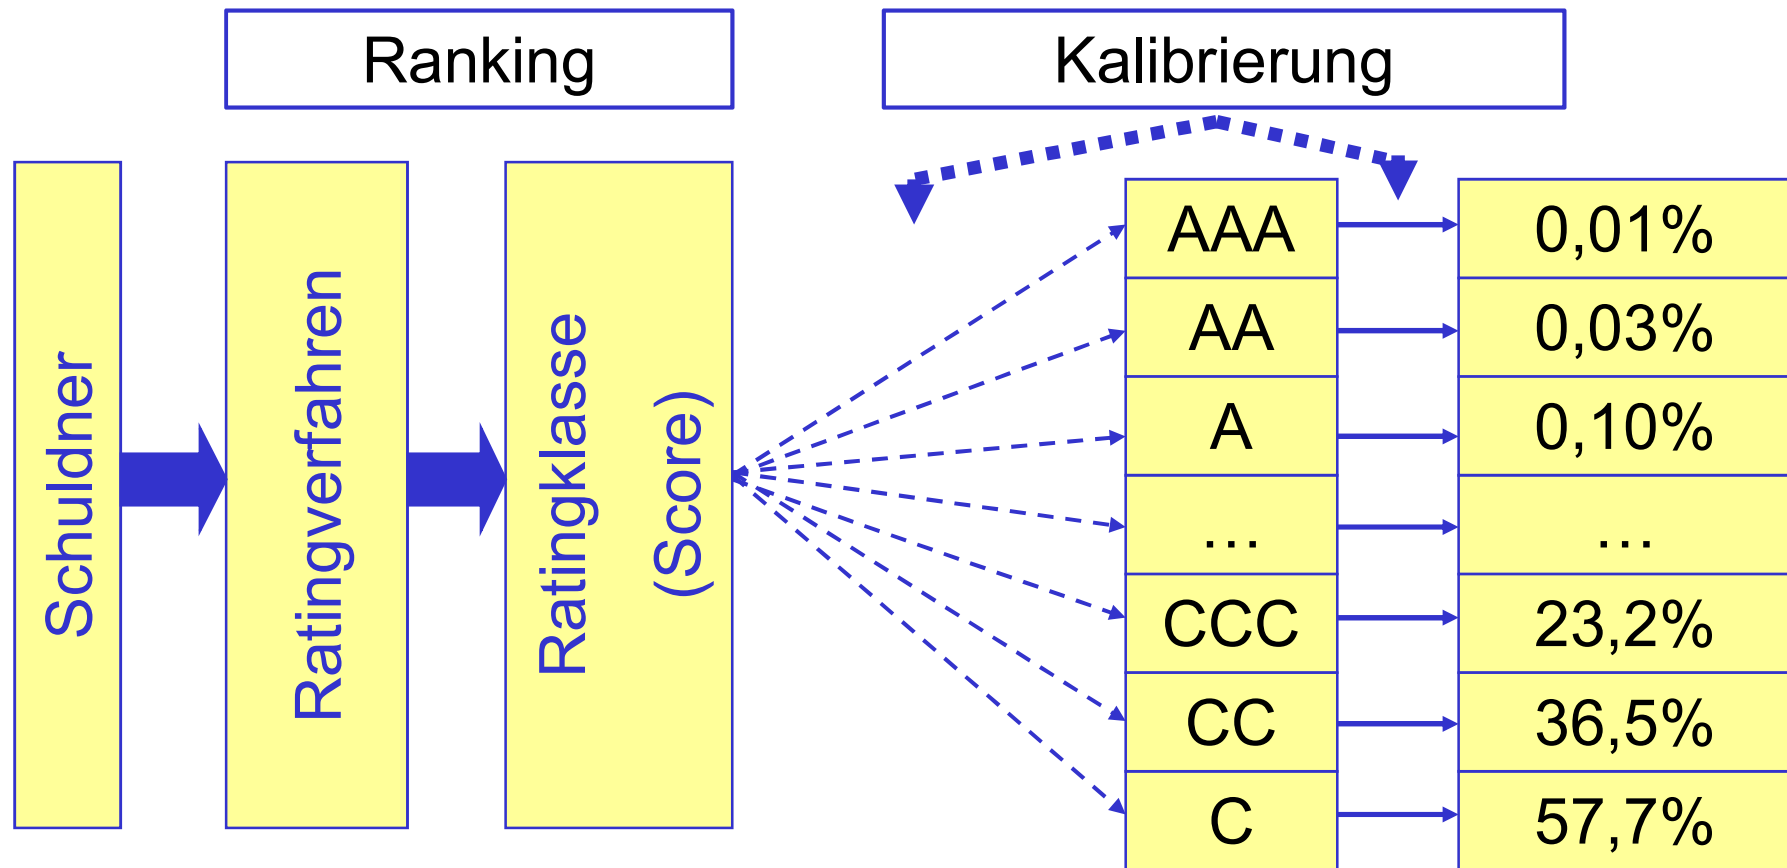 Ranking
Kalibrierung
Schuldner
Ratingverfahren
Ratingklasse
(Score)
AAA
0,01%
AA
0,03%
A
0,10%
...
...
CCC
23,2%
CC
36,5%
C
57,7%